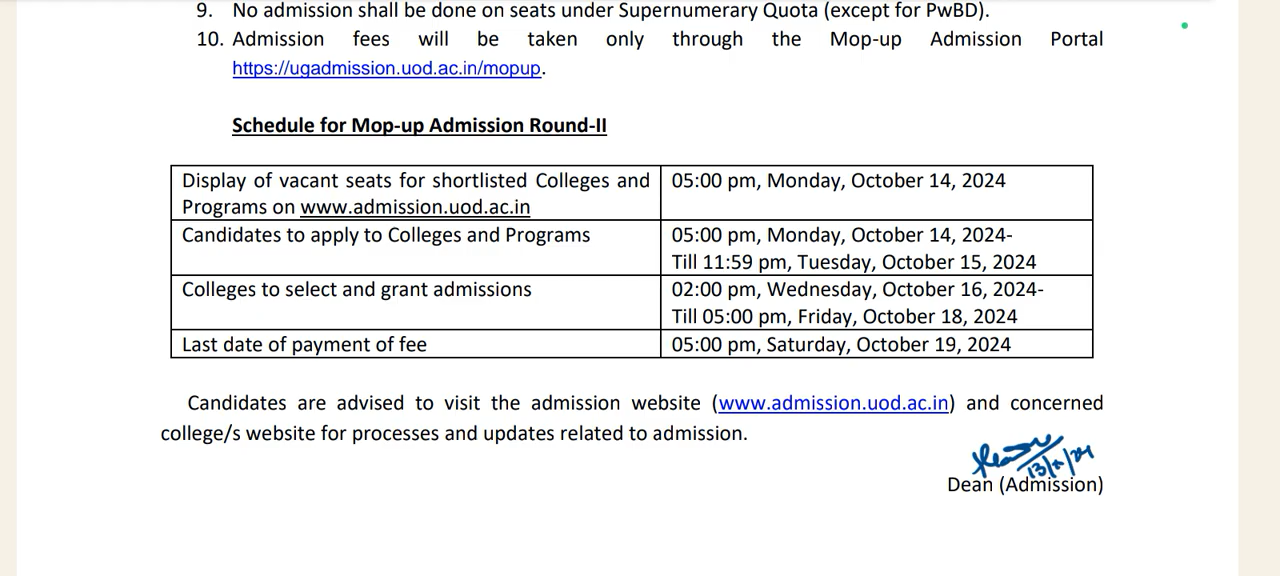 9. No admission shall be done on seats under Supernumerary Quota (except for PwBD).
10. Admission fees will be taken only through the Mop-up Admission Portal
https://ugadmission.uod.ac.in/mopup.
Schedule for Mop-up Admission Round-II
Display of vacant seats for shortlisted Colleges and
Programs on www.admission.uod.ac.in
05:00 pm, Monday, October 14, 2024
Candidates to apply to Colleges and Programs
05:00 pm, Monday, October 14, 2024-
Till 11:59 pm, Tuesday, October 15, 2024
Colleges to select and grant admissions
02:00 pm, Wednesday, October 16, 2024-
Till 05:00 pm, Friday, October 18, 2024
Last date of payment of fee
05:00 pm, Saturday, October 19, 2024
Candidates are advised to visit the admission website (www.admission.uod.ac.in) and concerned
college/s website for processes and updates related to admission.
13/x/24
Dean (Admission)